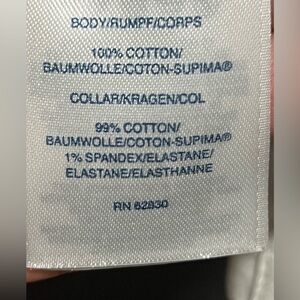 BODY/RUMPF/CORPS
100% COTTON/
BAUMWOLLE/COTON-SUPIMA®
COLLAR/KRAGEN/COL
99% COTTON/
BAUMWOLLE/COTON-SUPIMA®
1% SPANDEX/ELASTANE/
ELASTANE/ELASTHANNE
RN 62830